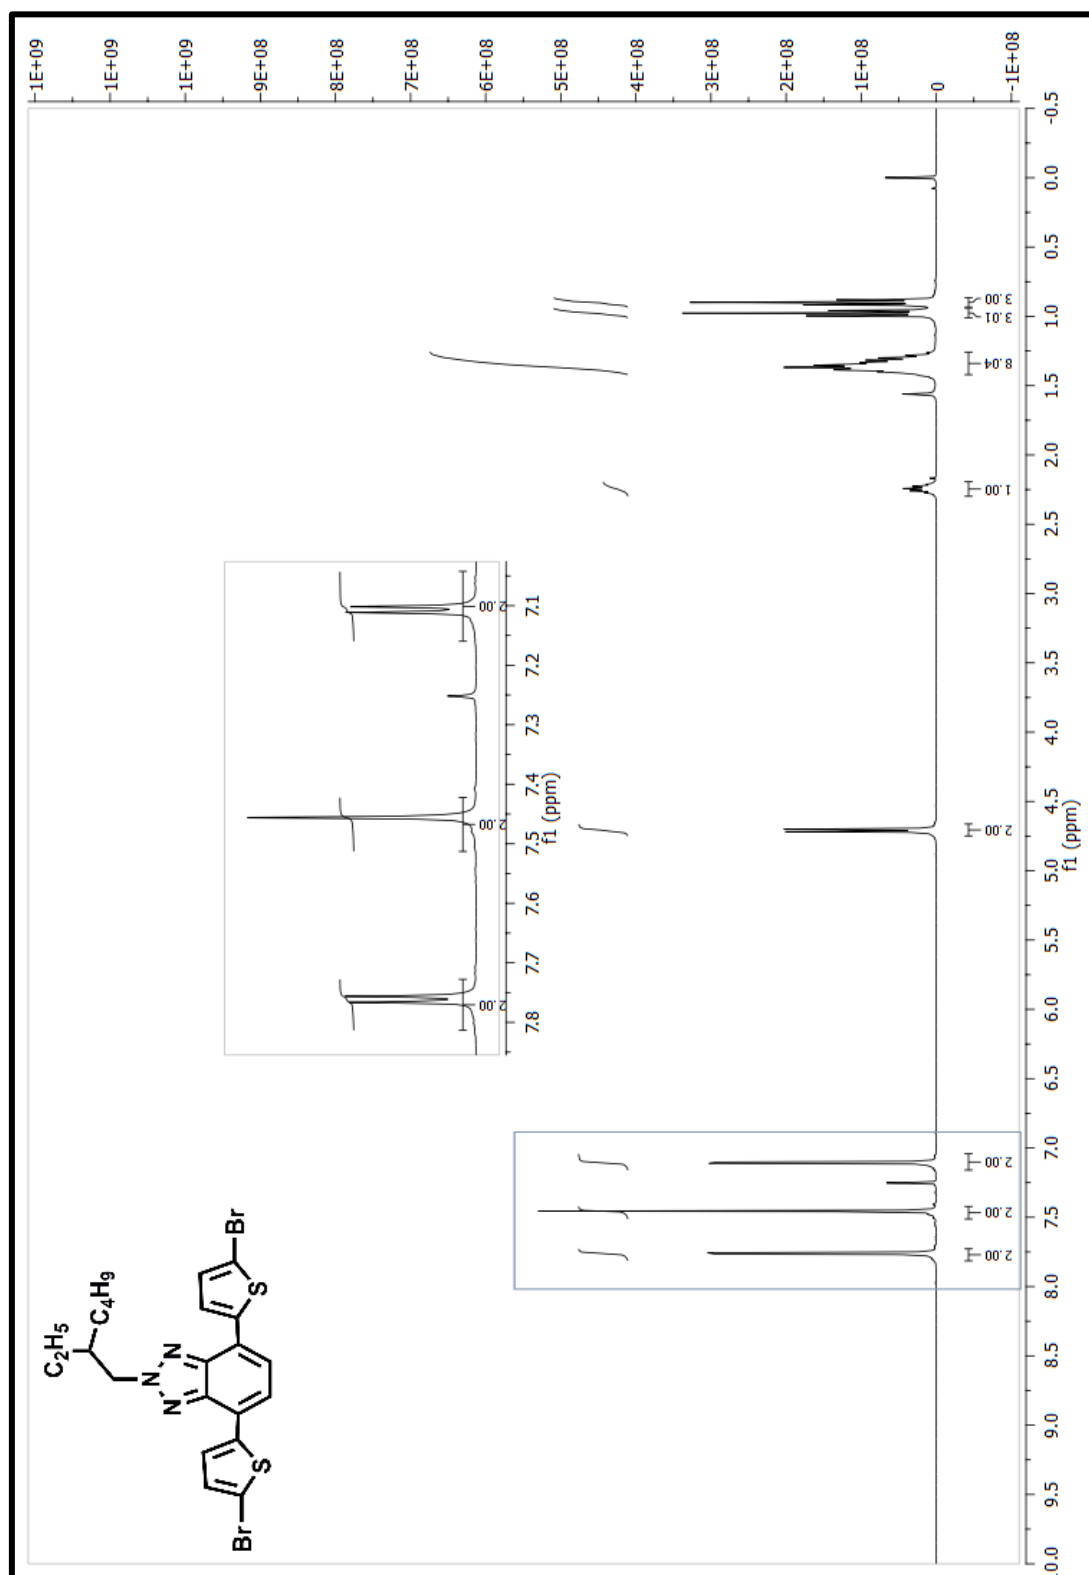 C2H5
C4H9
N
N N
Br S S Br
2.00 2.00 2.00
7.8 7.7 7.6 7.5 7.4 7.3 7.2 7.1
f1 (ppm)
1E+09
1E+09
1E+09
9E+08
8E+08
7E+08
6E+08
5E+08
4E+08
3E+08
2E+08
1E+08
0
-1E+08
2.00 2.00 2.00 2.00 1.00 8.04 3.01 3.00
10.0 9.5 9.0 8.5 8.0 7.5 7.0 6.5 6.0 5.5 5.0 4.5 4.0 3.5 3.0 2.5 2.0 1.5 1.0 0.5 0.0 -0.5
f1 (ppm)